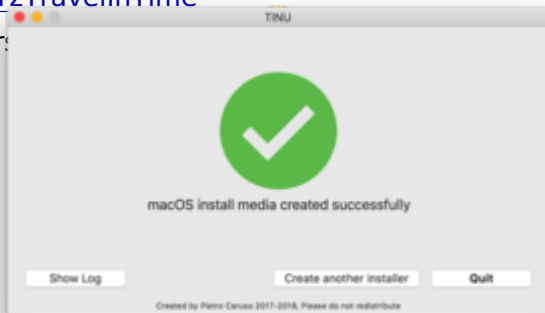 TINU
macOS install media created successfully
Show Log
Create another installer
Quit
Created by Pietro Caruso 2017-2018, Please do not redistribute